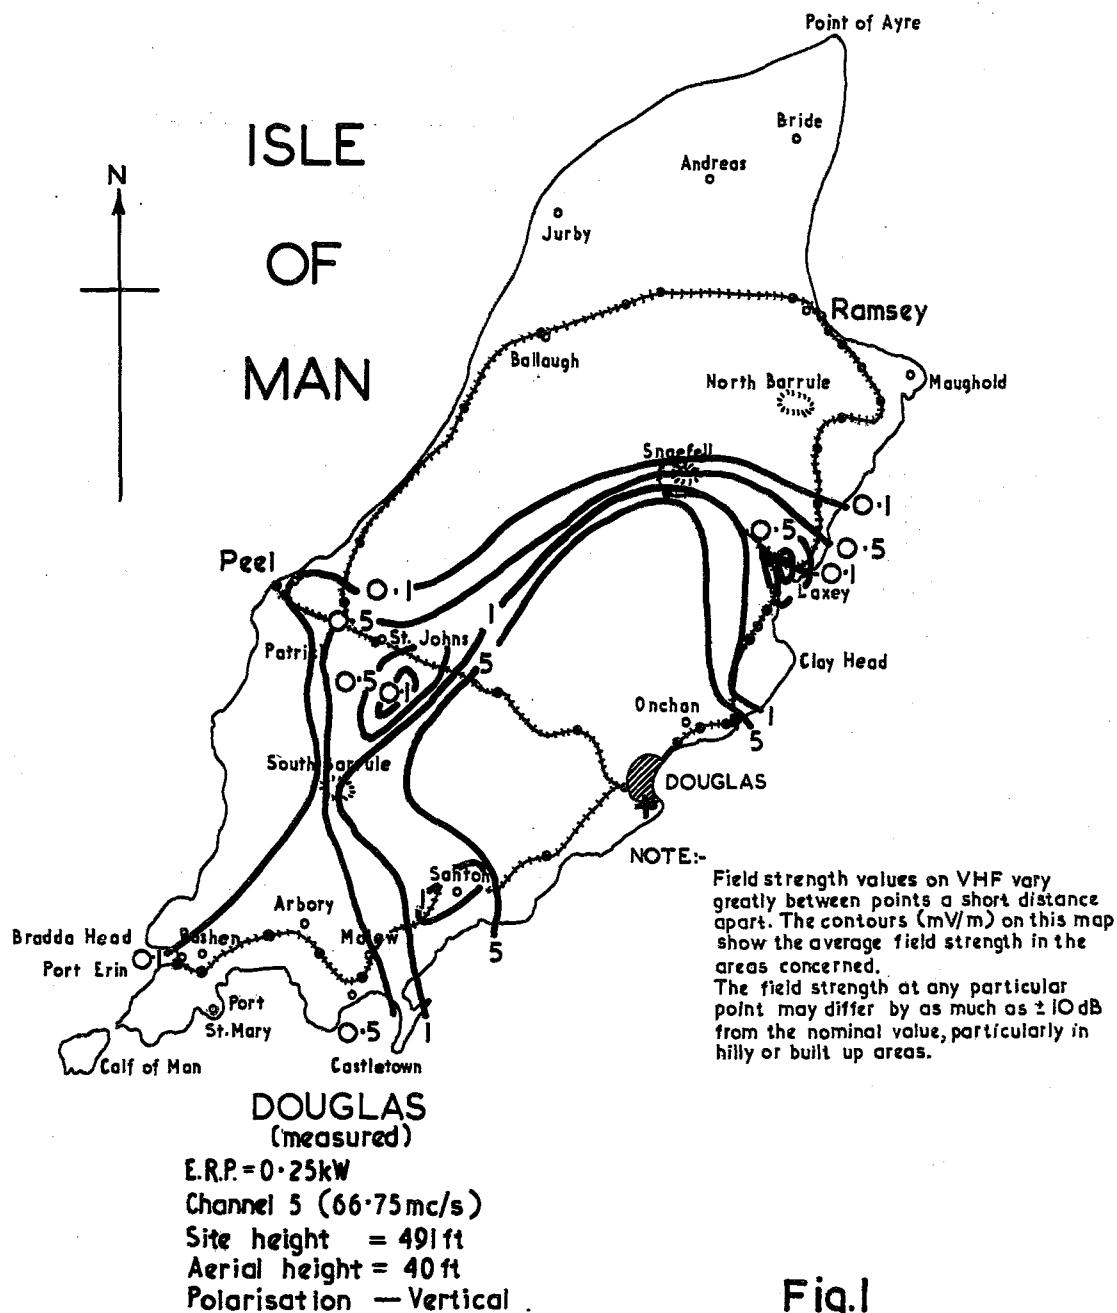 Point of Ayre
ISLE
OF
MAN
N
Bride
Andreas
Jurby
Ramsey
Ballaugh
North Barrule
Maughold
Snaefell
0.1
0.5
0.5
0.1
Laxey
Peel
0.1
0.5
St. Johns
1
5
Patrick
0.5
0.1
Clay Head
Onchan
1
5
South Barrule
DOUGLAS
Santon
1
5
Arbory
Malew
Bradda Head
Rushen
0.1
Port Erin
Port
St. Mary
0.5
1
Calf of Man
Castletown
NOTE:-
Field strength values on VHF vary
greatly between points a short distance
apart. The contours (mV/m) on this map
show the average field strength in the
areas concerned.
The field strength at any particular
point may differ by as much as ± 10 dB
from the nominal value, particularly in
hilly or built up areas.
DOUGLAS
(measured)
E.R.P. = 0·25kW
Channel 5 (66·75mc/s)
Site height = 491 ft
Aerial height = 40 ft
Polarisation — Vertical .
Fig.1